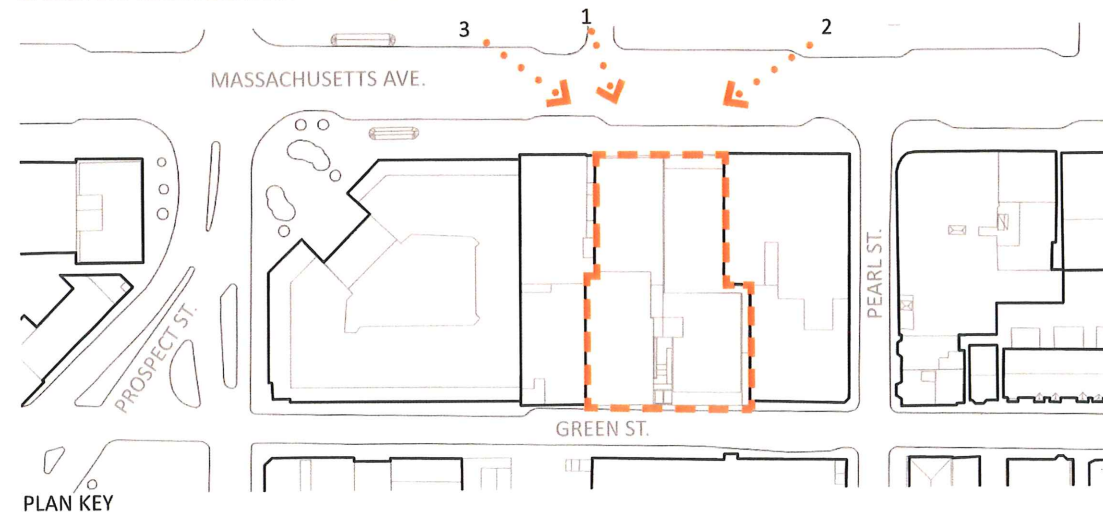 3
1
2
MASSACHUSETTS AVE.
PROSPECT ST.
PEARL ST.
GREEN ST.
PLAN KEY